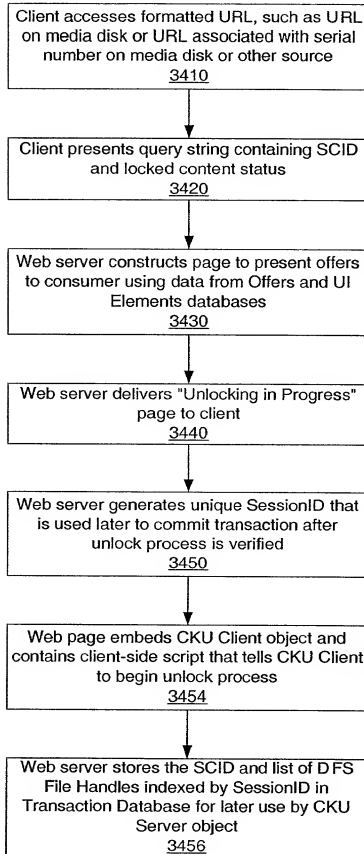 Client accesses formatted URL, such as URL
on media disk or URL associated with serial
number on media disk or other source
3410
Client presents query string containing SCID
and locked content status
3420
Web server constructs page to present offers
to consumer using data from Offers and UI
Elements databases
3430
Web server delivers "Unlocking in Progress"
page to client
3440
Web server generates unique SessionID that
is used later to commit transaction after
unlock process is verified
3450
Web page embeds CKU Client object and
contains client-side script that tells CKU Client
to begin unlock process
3454
Web server stores the SCID and list of DFS
File Handles indexed by SessionID in
Transaction Database for later use by CKU
Server object
3456